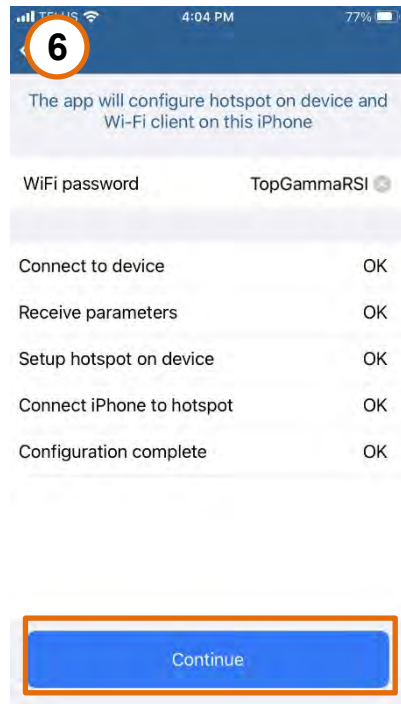 4:04 PM
77%
6
The app will configure hotspot on device and
Wi-Fi client on this iPhone
WiFi password TopGammaRSI
Connect to device OK
Receive parameters OK
Setup hotspot on device OK
Connect iPhone to hotspot OK
Configuration complete OK
Continue